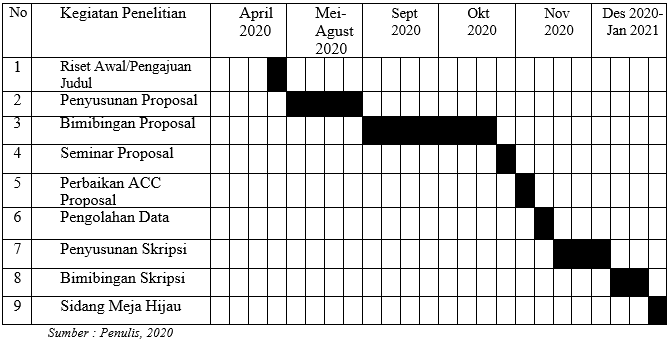 No Kegiatan Penelitian April 2020 Mei-Agust 2020 Sept 2020 Okt 2020 Nov 2020 Des 2020-Jan 2021
1 Riset Awal/Pengajuan Judul
2 Penyusunan Proposal
3 Bimibingan Proposal
4 Seminar Proposal
5 Perbaikan ACC Proposal
6 Pengolahan Data
7 Penyusunan Skripsi
8 Bimibingan Skripsi
9 Sidang Meja Hijau
Sumber : Penulis, 2020